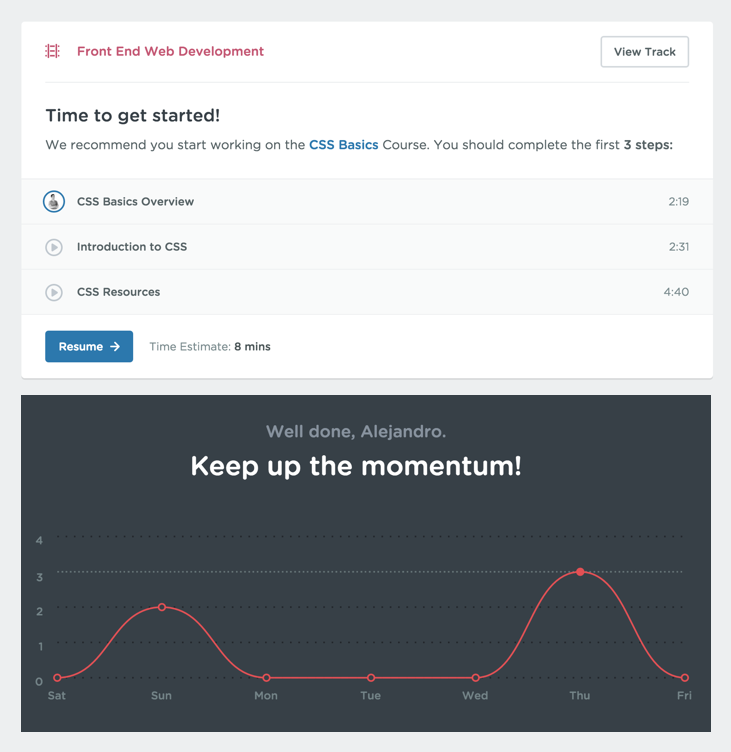 Front End Web Development
View Track
Time to get started!
We recommend you start working on the CSS Basics Course. You should complete the first 3 steps:
CSS Basics Overview 2:19
Introduction to CSS 2:31
CSS Resources 4:40
Resume → Time Estimate: 8 mins
Well done, Alejandro.
Keep up the momentum!
4
3
2
1
0
Sat Sun Mon Tue Wed Thu Fri